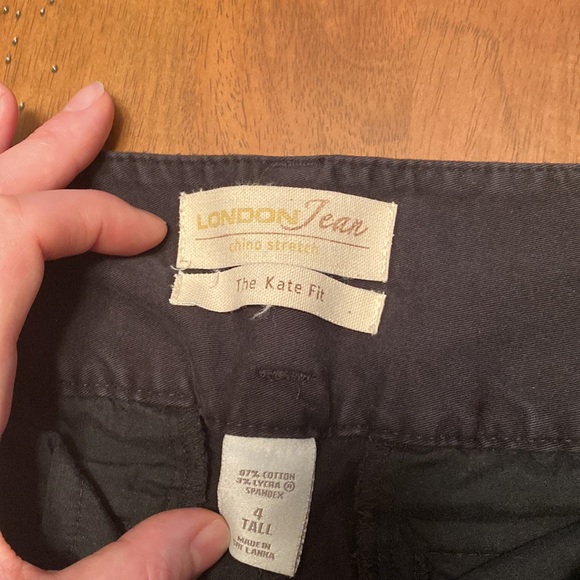 LONDON Jean
chino stretch
The Kate Fit
97% COTTON
3% LYCRA ®
SPANDEX
4
TALL
MADE IN
SRI LANKA